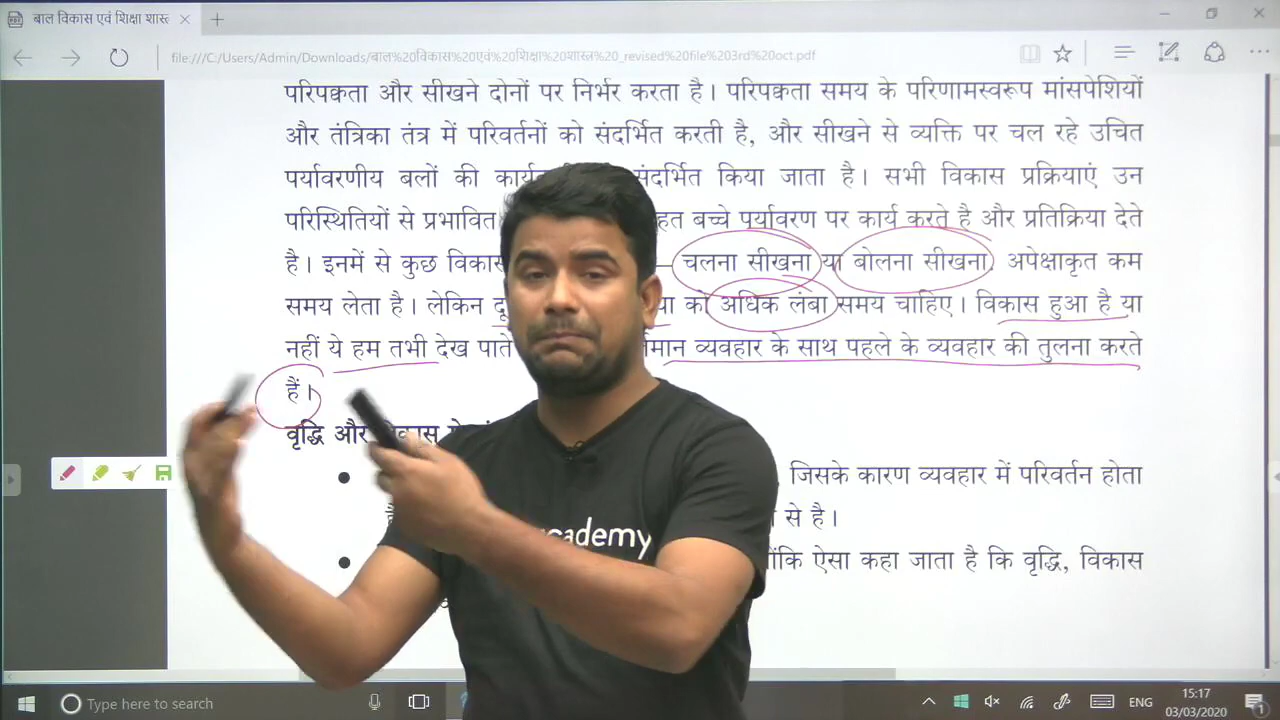 बाल विकास एवं शिक्षा शास्
file:///C:/Users/Admin/Downloads/बाल%20विकास%20एवं%20शिक्षा%20शास्त्र%20_revised%20file%203rd%20oct.pdf
परिपक्वता और सीखने दोनों पर निर्भर करता है। परिपक्वता समय के परिणामस्वरूप मांसपेशियों
और तंत्रिका तंत्र में परिवर्तनों को संदर्भित करती है, और सीखने से व्यक्ति पर चल रहे उचित
पर्यावरणीय बलों की संदर्भित किया जाता है। सभी विकास प्रक्रियाएं उन
परिस्थितियों से प्रभावित हत बच्चे पर्यावरण पर कार्य करते है और प्रतिक्रिया देते
है। इनमें से कुछ चलना सीखना या बोलना सीखना अपेक्षाकृत कम
समय लेता है। लेकिन को अधिक लंबा समय चाहिए। विकास हुआ है या
नहीं ये हम तभी देख पाते र्तमान व्यवहार के साथ पहले के व्यवहार की तुलना करते
हैं।
वृद्धि और विकास
जिसके कारण व्यवहार में परिवर्तन होता
से है।
ोंकि ऐसा कहा जाता है कि वृद्धि, विकास
academy
Type here to search
ENG
15:17
03/03/2020
1